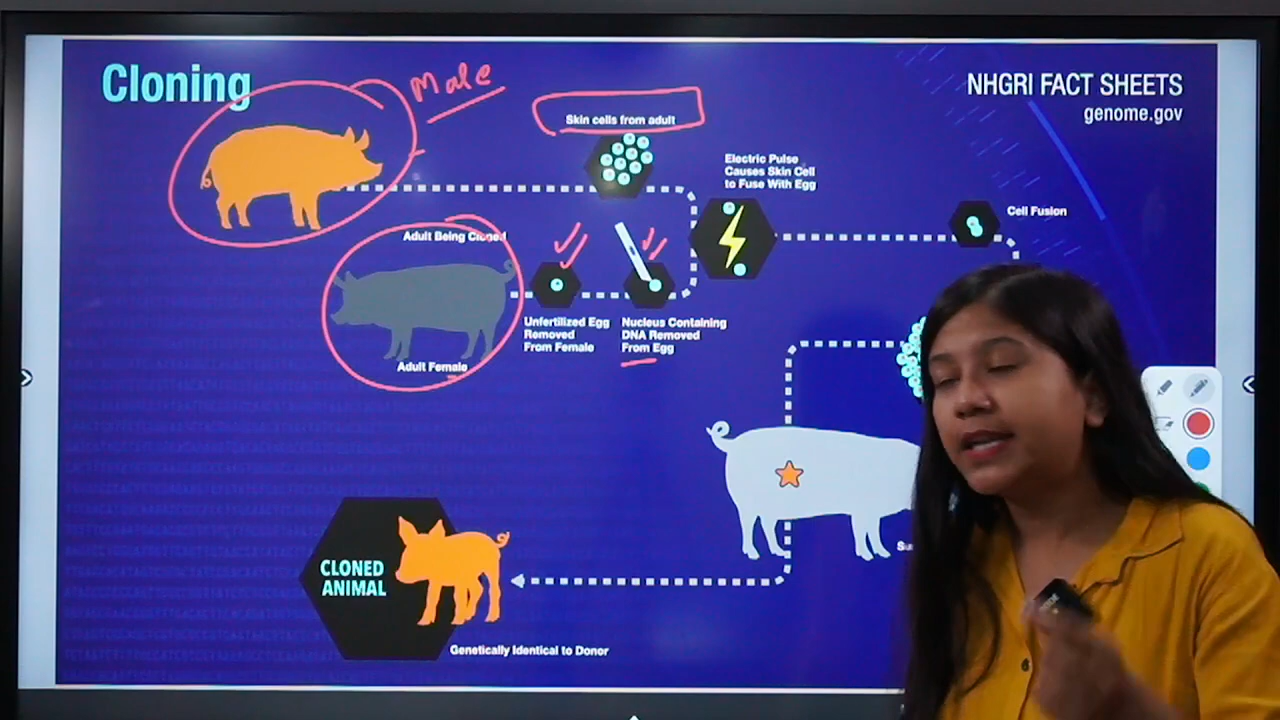 Cloning
Male
NHGRI FACT SHEETS
genome.gov
Skin cells from adult
Electric Pulse
Causes Skin Cell
to Fuse With Egg
Cell Fusion
Adult Being Cloned
Unfertilized Egg
Removed
From Female
Nucleus Containing
DNA Removed
From Egg
Adult Female
CLONED
ANIMAL
Genetically Identical to Donor